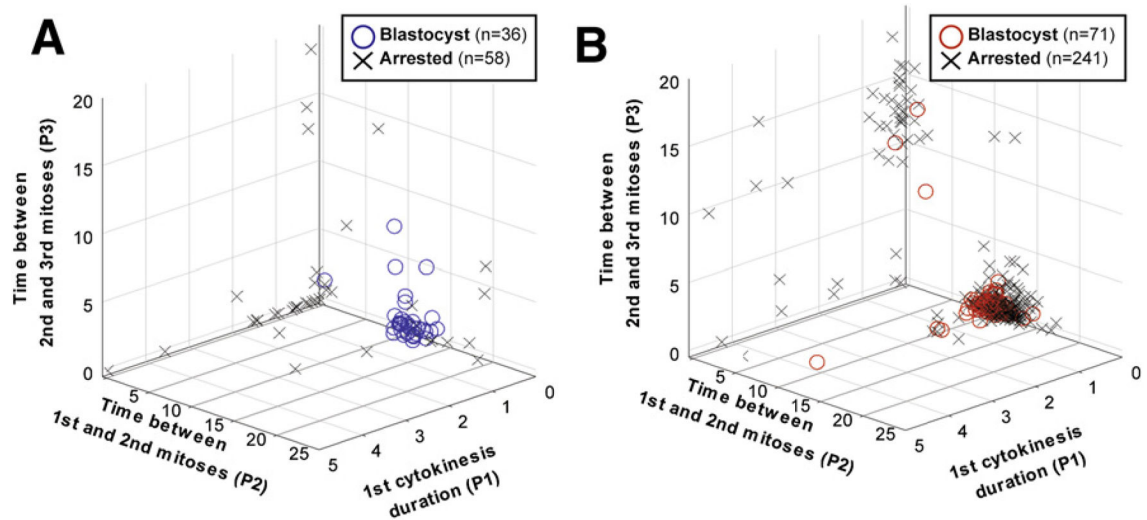 A
Blastocyst (n=36)
Arrested (n=58)
Time between
2nd and 3rd mitoses (P3)
20
15
10
5
0
5
10
15
20
25
Time between
1st and 2nd mitoses (P2)
5
4
3
2
1
0
1st cytokinesis
duration (P1)
B
Blastocyst (n=71)
Arrested (n=241)
Time between
2nd and 3rd mitoses (P3)
20
15
10
5
0
5
10
15
20
25
Time between
1st and 2nd mitoses (P2)
5
4
3
2
1
0
1st cytokinesis
duration (P1)